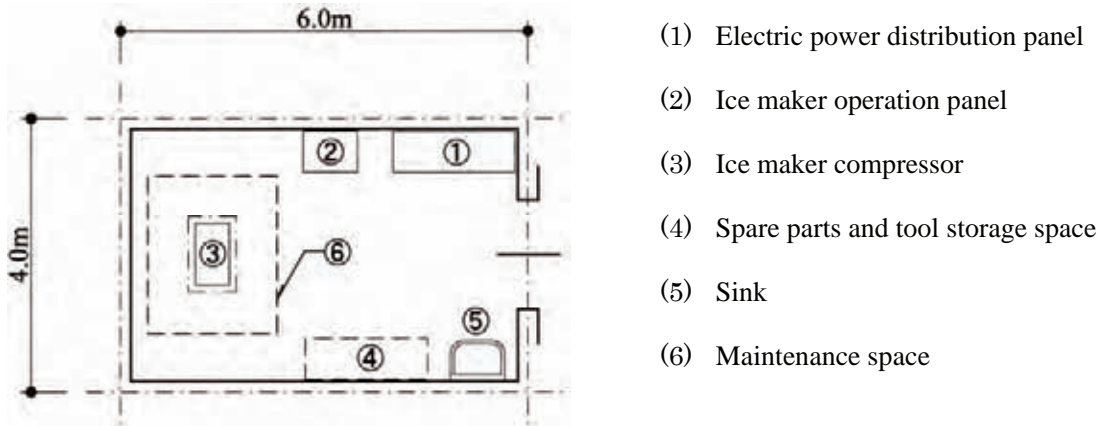 6.0m
4.0m
②
①
③
⑥
⑤
④
(1) Electric power distribution panel
(2) Ice maker operation panel
(3) Ice maker compressor
(4) Spare parts and tool storage space
(5) Sink
(6) Maintenance space